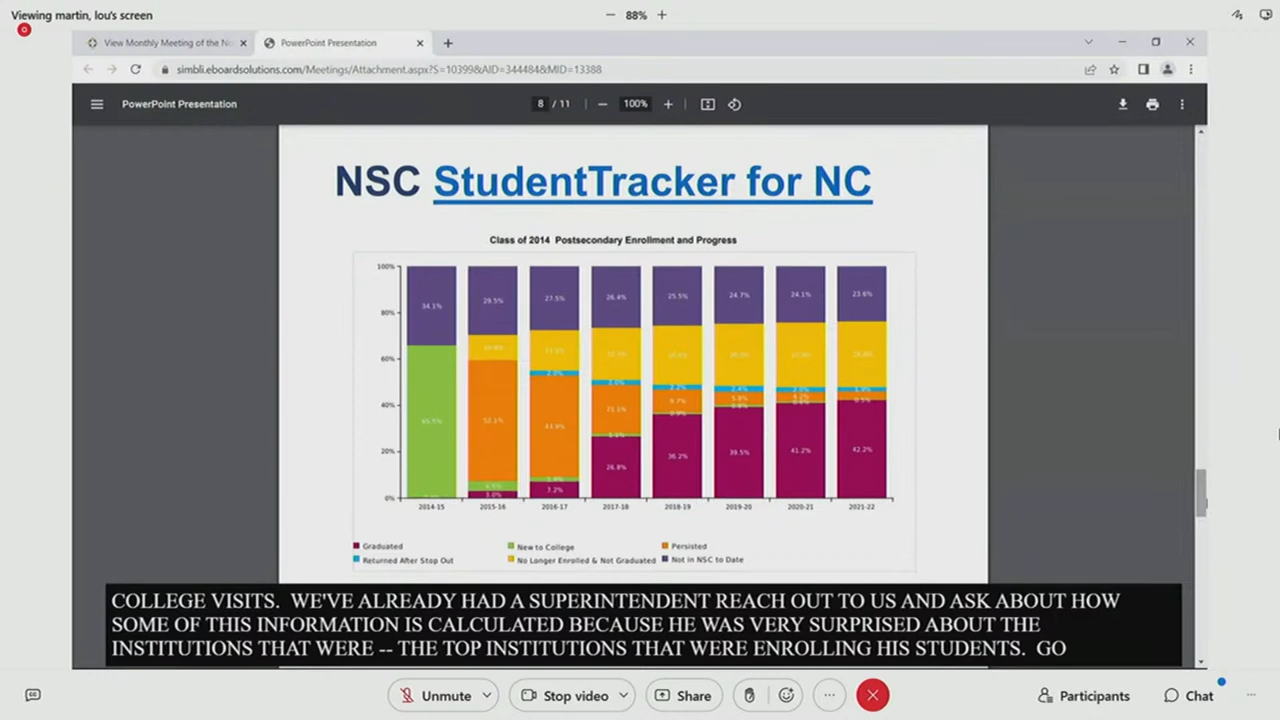 Viewing martin, lou's screen
88%
View Monthly Meeting of the No
PowerPoint Presentation
simbli.eboardsolutions.com/Meetings/Attachment.aspx?S=10399&AID=344484&MID=13388
PowerPoint Presentation
8 / 11
100%
NSC StudentTracker for NC
Class of 2014 Postsecondary Enrollment and Progress
100%
80%
60%
40%
20%
0%
34.1% 29.5% 27.5% 26.4% 25.5% 24.7% 24.1% 23.6%
52.1% 43.9% 21.1% 9.7% 5.8%
3.0% 7.2% 26.8% 36.2% 39.5% 41.2% 42.2%
2014-15 2015-16 2016-17 2017-18 2018-19 2019-20 2020-21 2021-22
Graduated New to College Persisted
Returned After Stop Out No Longer Enrolled & Not Graduated Not in NSC to Date
COLLEGE VISITS. WE'VE ALREADY HAD A SUPERINTENDENT REACH OUT TO US AND ASK ABOUT HOW
SOME OF THIS INFORMATION IS CALCULATED BECAUSE HE WAS VERY SURPRISED ABOUT THE
INSTITUTIONS THAT WERE -- THE TOP INSTITUTIONS THAT WERE ENROLLING HIS STUDENTS. GO
Unmute
Stop video
Share
Participants
Chat